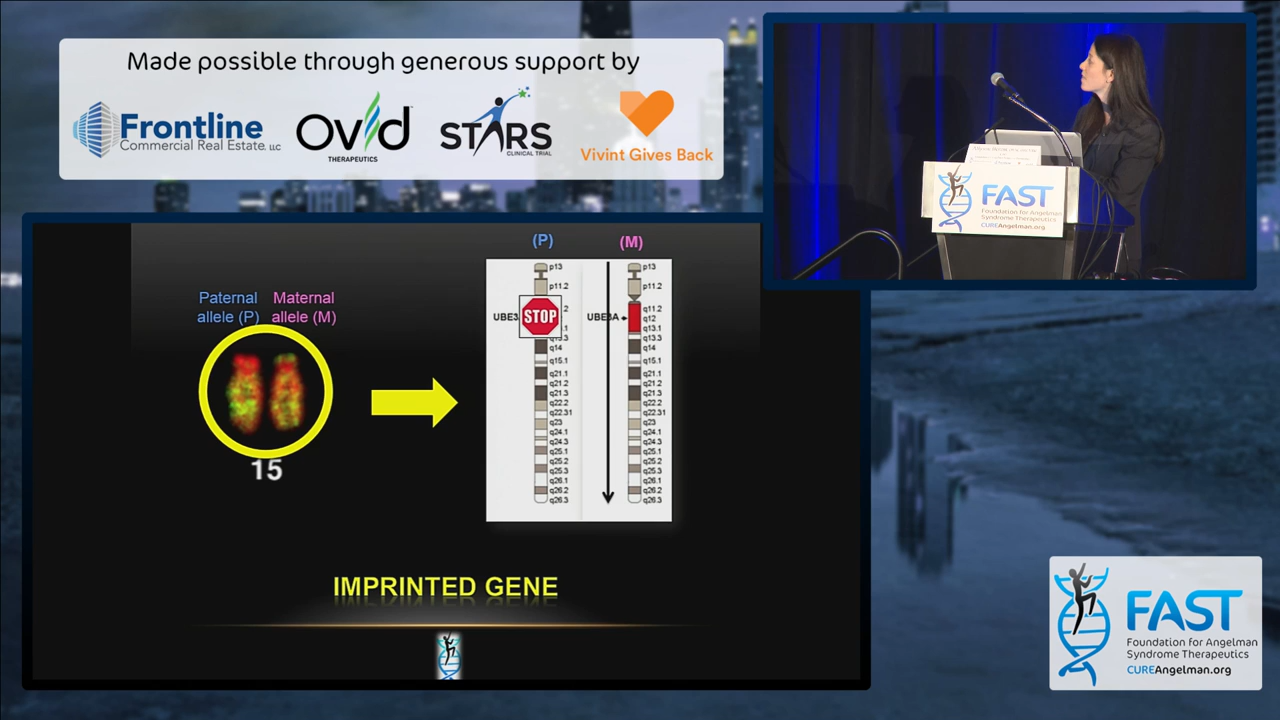 Made possible through generous support by
Frontline
Commercial Real Estate, LLC
OVID
THERAPEUTICS
STARS
CLINICAL TRIAL
Vivint Gives Back
FAST
Foundation for Angelman
Syndrome Therapeutics
CUREAngelman.org
Paternal allele (P)
Maternal allele (M)
15
(P)
(M)
p13
p11.2
UBE3
STOP
.2
.1
q13.3
q14
q15.1
q21.1
q21.2
q21.3
q22.2
q22.31
q23
q24.1
q24.3
q25.1
q25.2
q25.3
q26.1
q26.2
q26.3
p13
p11.2
UBE3A
q11.2
q12
q13.1
q13.3
q14
q15.1
q21.1
q21.2
q21.3
q22.2
q22.31
q23
q24.1
q24.3
q25.1
q25.2
q25.3
q26.1
q26.2
q26.3
IMPRINTED GENE
FAST
Foundation for Angelman
Syndrome Therapeutics
CUREAngelman.org